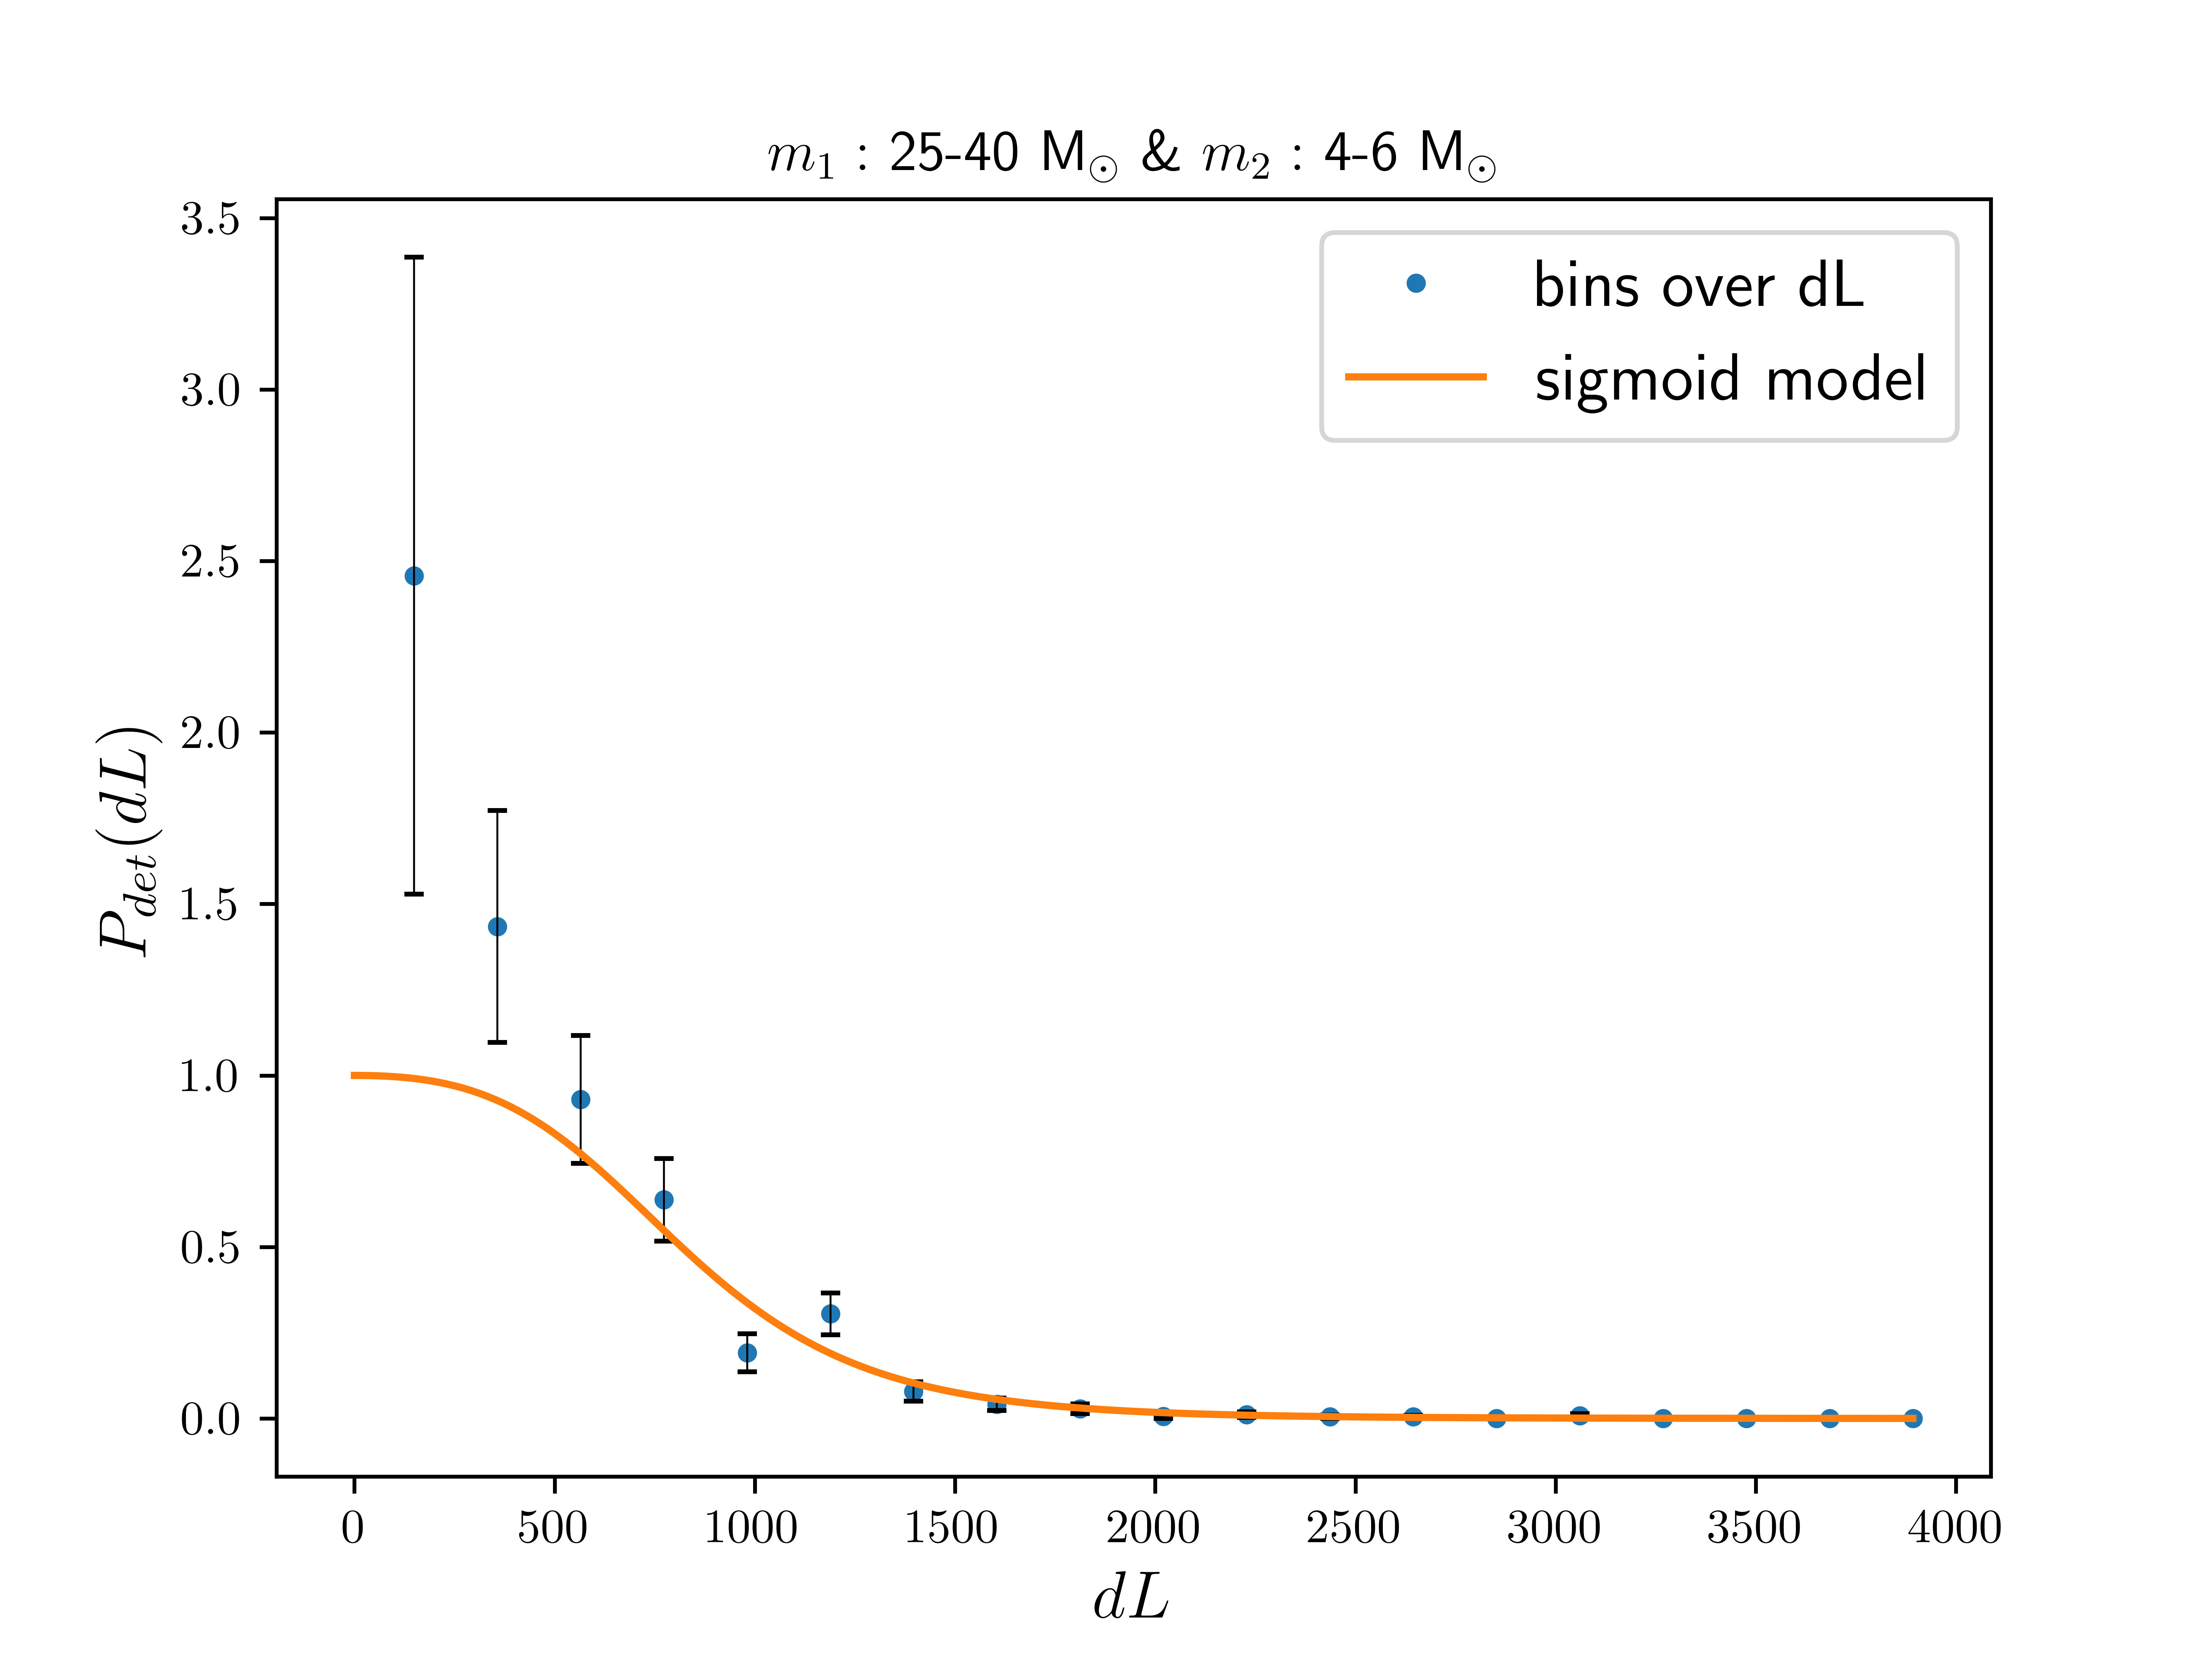 m₁ : 25-40 M⊙ & m₂ : 4-6 M⊙
bins over dL
sigmoid model
3.5
3.0
2.5
2.0
1.5
1.0
0.5
0.0
P_det(dL)
0 500 1000 1500 2000 2500 3000 3500 4000
dL